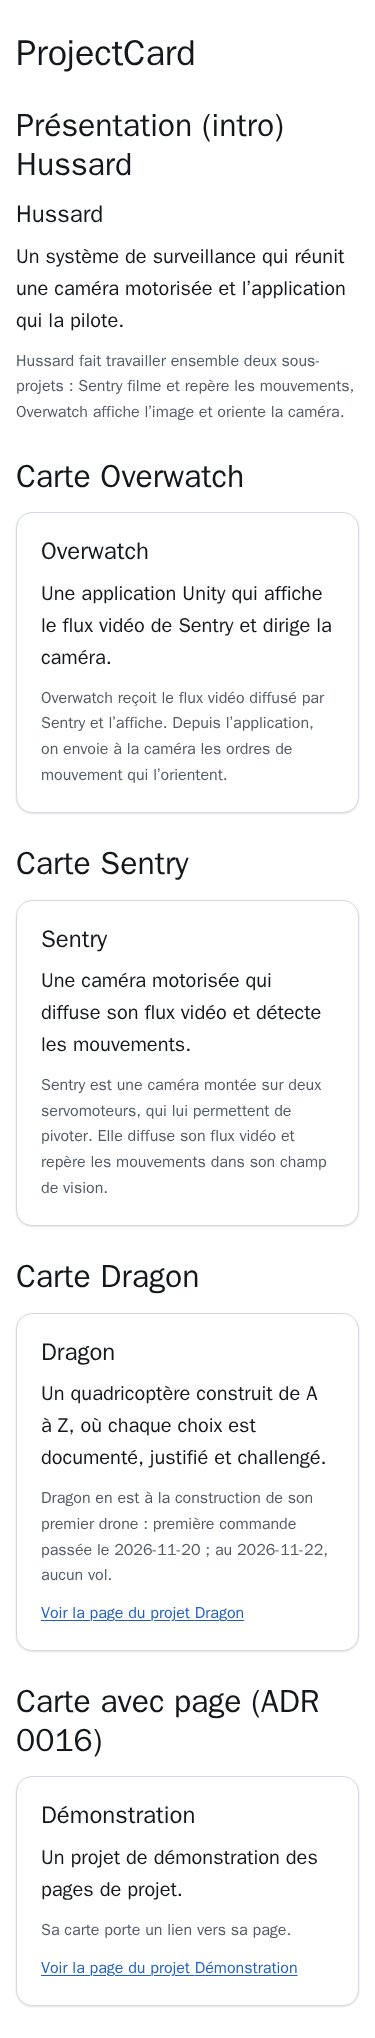 ProjectCard
Présentation (intro)
Hussard
Hussard
Un système de surveillance qui réunit
une caméra motorisée et l’application
qui la pilote.
Hussard fait travailler ensemble deux sous-
projets : Sentry filme et repère les mouvements,
Overwatch affiche l’image et oriente la caméra.
Carte Overwatch
Overwatch
Une application Unity qui affiche
le flux vidéo de Sentry et dirige la
caméra.
Overwatch reçoit le flux vidéo diffusé par
Sentry et l’affiche. Depuis l’application,
on envoie à la caméra les ordres de
mouvement qui l’orientent.
Carte Sentry
Sentry
Une caméra motorisée qui
diffuse son flux vidéo et détecte
les mouvements.
Sentry est une caméra montée sur deux
servomoteurs, qui lui permettent de
pivoter. Elle diffuse son flux vidéo et
repère les mouvements dans son champ
de vision.
Carte Dragon
Dragon
Un quadricoptère construit de A
à Z, où chaque choix est
documenté, justifié et challengé.
Dragon en est à la construction de son
premier drone : première commande
passée le 2026-11-20 ; au 2026-11-22,
aucun vol.
Voir la page du projet Dragon
Carte avec page (ADR
0016)
Démonstration
Un projet de démonstration des
pages de projet.
Sa carte porte un lien vers sa page.
Voir la page du projet Démonstration